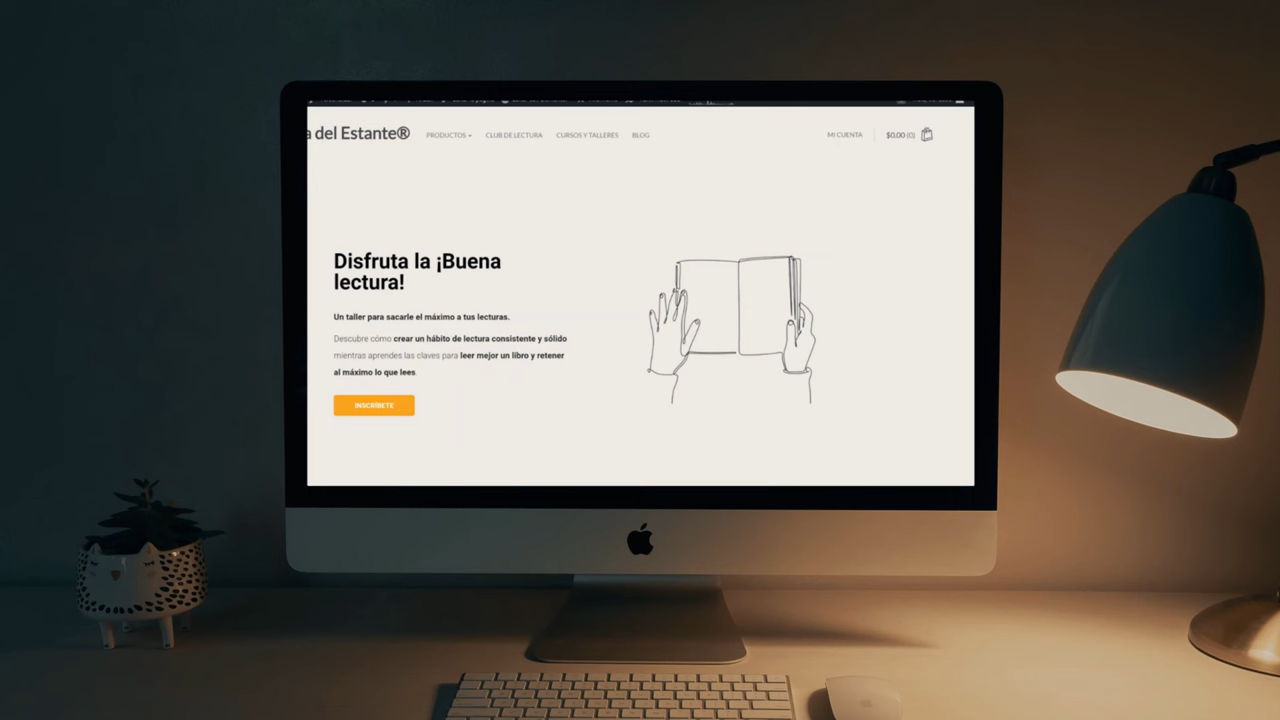 a del Estante®
PRODUCTOS
CLUB DE LECTURA
CURSOS Y TALLERES
BLOG
MI CUENTA
$0.00 (0)
Disfruta la ¡Buena
lectura!
Un taller para sacarle el máximo a tus lecturas.
Descubre cómo crear un hábito de lectura consistente y sólido
mientras aprendes las claves para leer mejor un libro y retener
al máximo lo que lees.
INSCRÍBETE